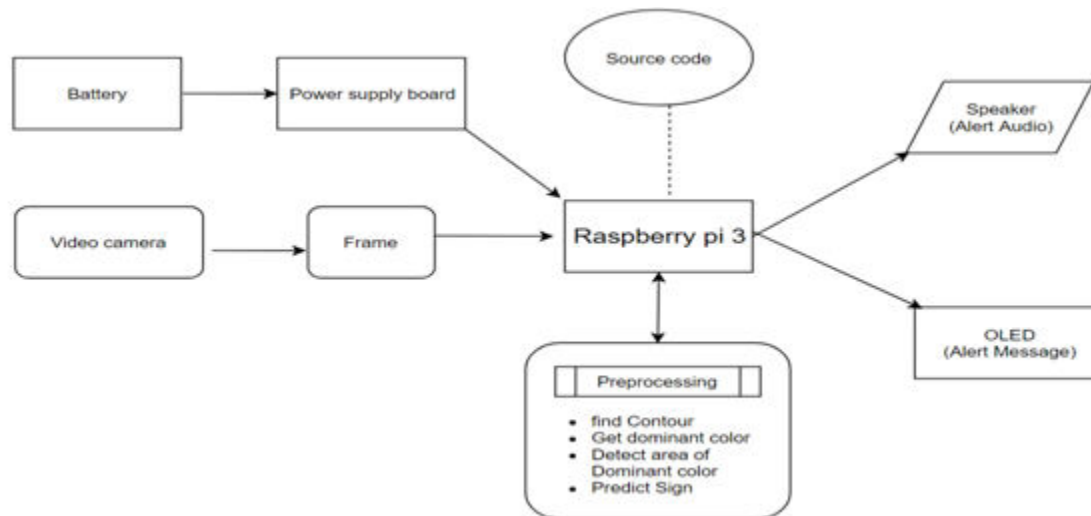 Source code
Battery
Power supply board
Speaker
(Alert Audio)
Video camera
Frame
Raspberry pi 3
OLED
(Alert Message)
Preprocessing
• find Contour
• Get dominant color
• Detect area of
Dominant color
• Predict Sign